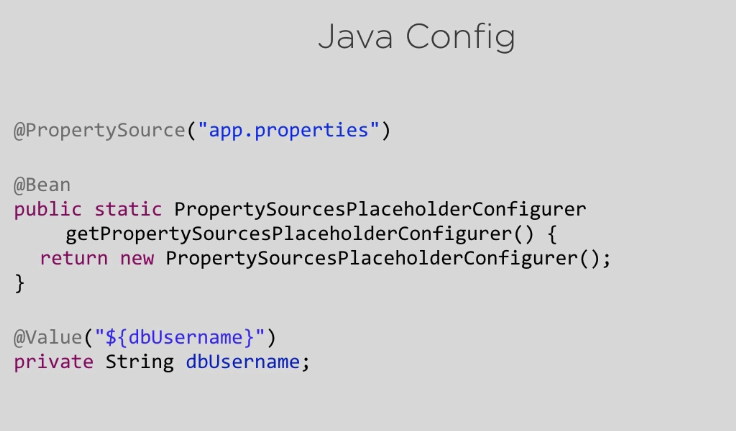 Java Config
@PropertySource("app.properties")
@Bean
public static PropertySourcesPlaceholderConfigurer
getPropertySourcesPlaceholderConfigurer() {
return new PropertySourcesPlaceholderConfigurer();
}
@Value("${dbUsername}")
private String dbUsername;